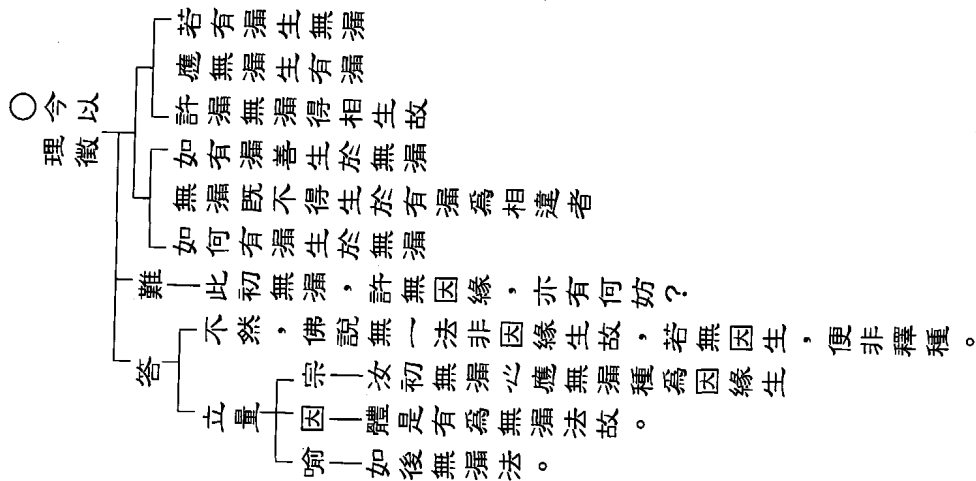 ○今以
理徵
若有漏生無漏
應無漏生有漏
許漏無漏得相生故
如有漏善生於無漏
無漏既不得生於有漏爲相違者
如何有漏生於無漏
難
此初無漏，許無因緣，亦有何妨？
答
不然，佛說無一法非因緣生故，若無因生，便非釋種。
立量
宗
汝初無漏心應無漏種爲因緣生
因
體是有爲無漏法故。
喻
如後無漏法。